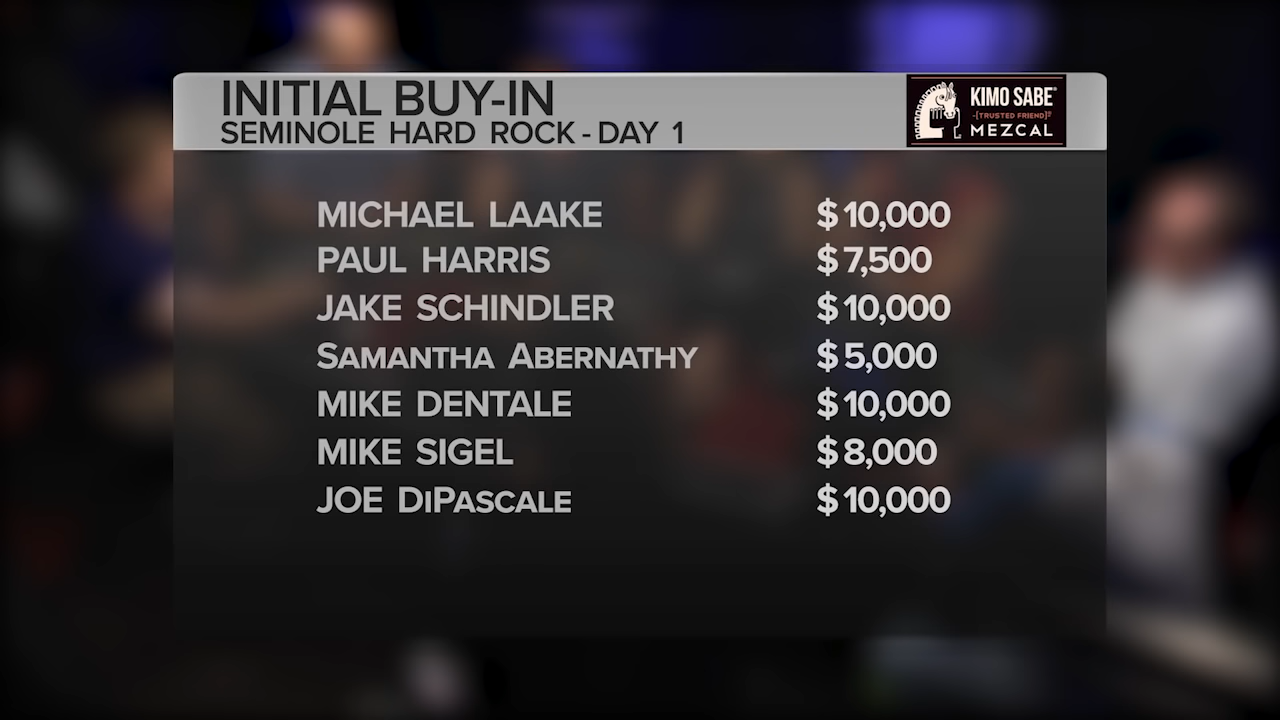 INITIAL BUY-IN
SEMINOLE HARD ROCK - DAY 1
KIMO SABE®
-[TRUSTED FRIEND]-
MEZCAL
MICHAEL LAAKE $10,000
PAUL HARRIS $7,500
JAKE SCHINDLER $10,000
SAMANTHA ABERNATHY $5,000
MIKE DENTALE $10,000
MIKE SIGEL $8,000
JOE DIPASCALE $10,000